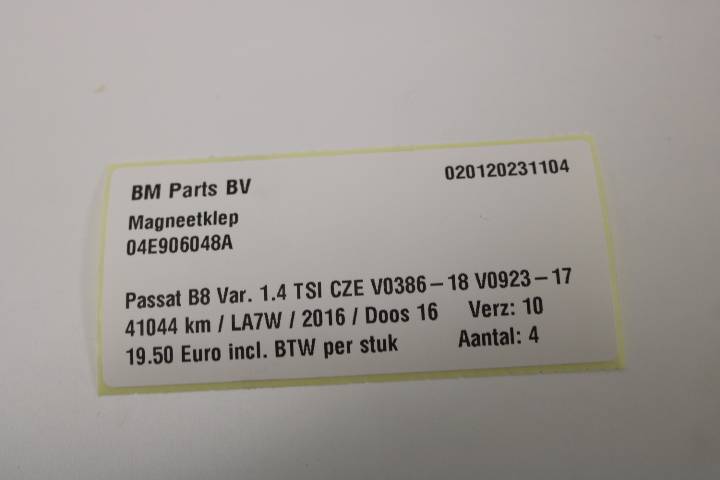 BM Parts BV 020120231104
Magneetklep
04E906048A
Passat B8 Var. 1.4 TSI CZE V0386-18 V0923-17
41044 km / LA7W / 2016 / Doos 16 Verz: 10
19.50 Euro incl. BTW per stuk Aantal: 4